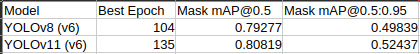 Model Best Epoch Mask mAP@0.5 Mask mAP@0.5:0.95
YOLOv8 (v6) 104 0.79277 0.49839
YOLOv11 (v6) 135 0.80819 0.52437